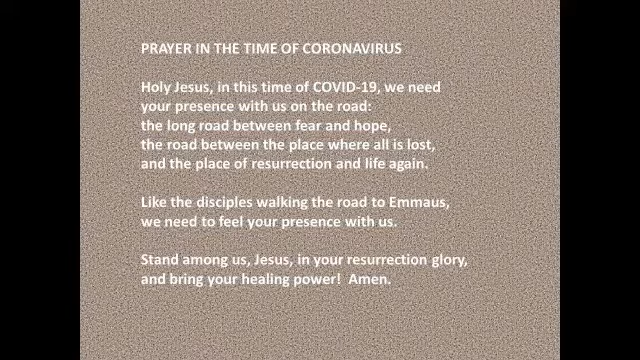 PRAYER IN THE TIME OF CORONAVIRUS
Holy Jesus, in this time of COVID-19, we need
your presence with us on the road:
the long road between fear and hope,
the road between the place where all is lost,
and the place of resurrection and life again.
Like the disciples walking the road to Emmaus,
we need to feel your presence with us.
Stand among us, Jesus, in your resurrection glory,
and bring your healing power!  Amen.